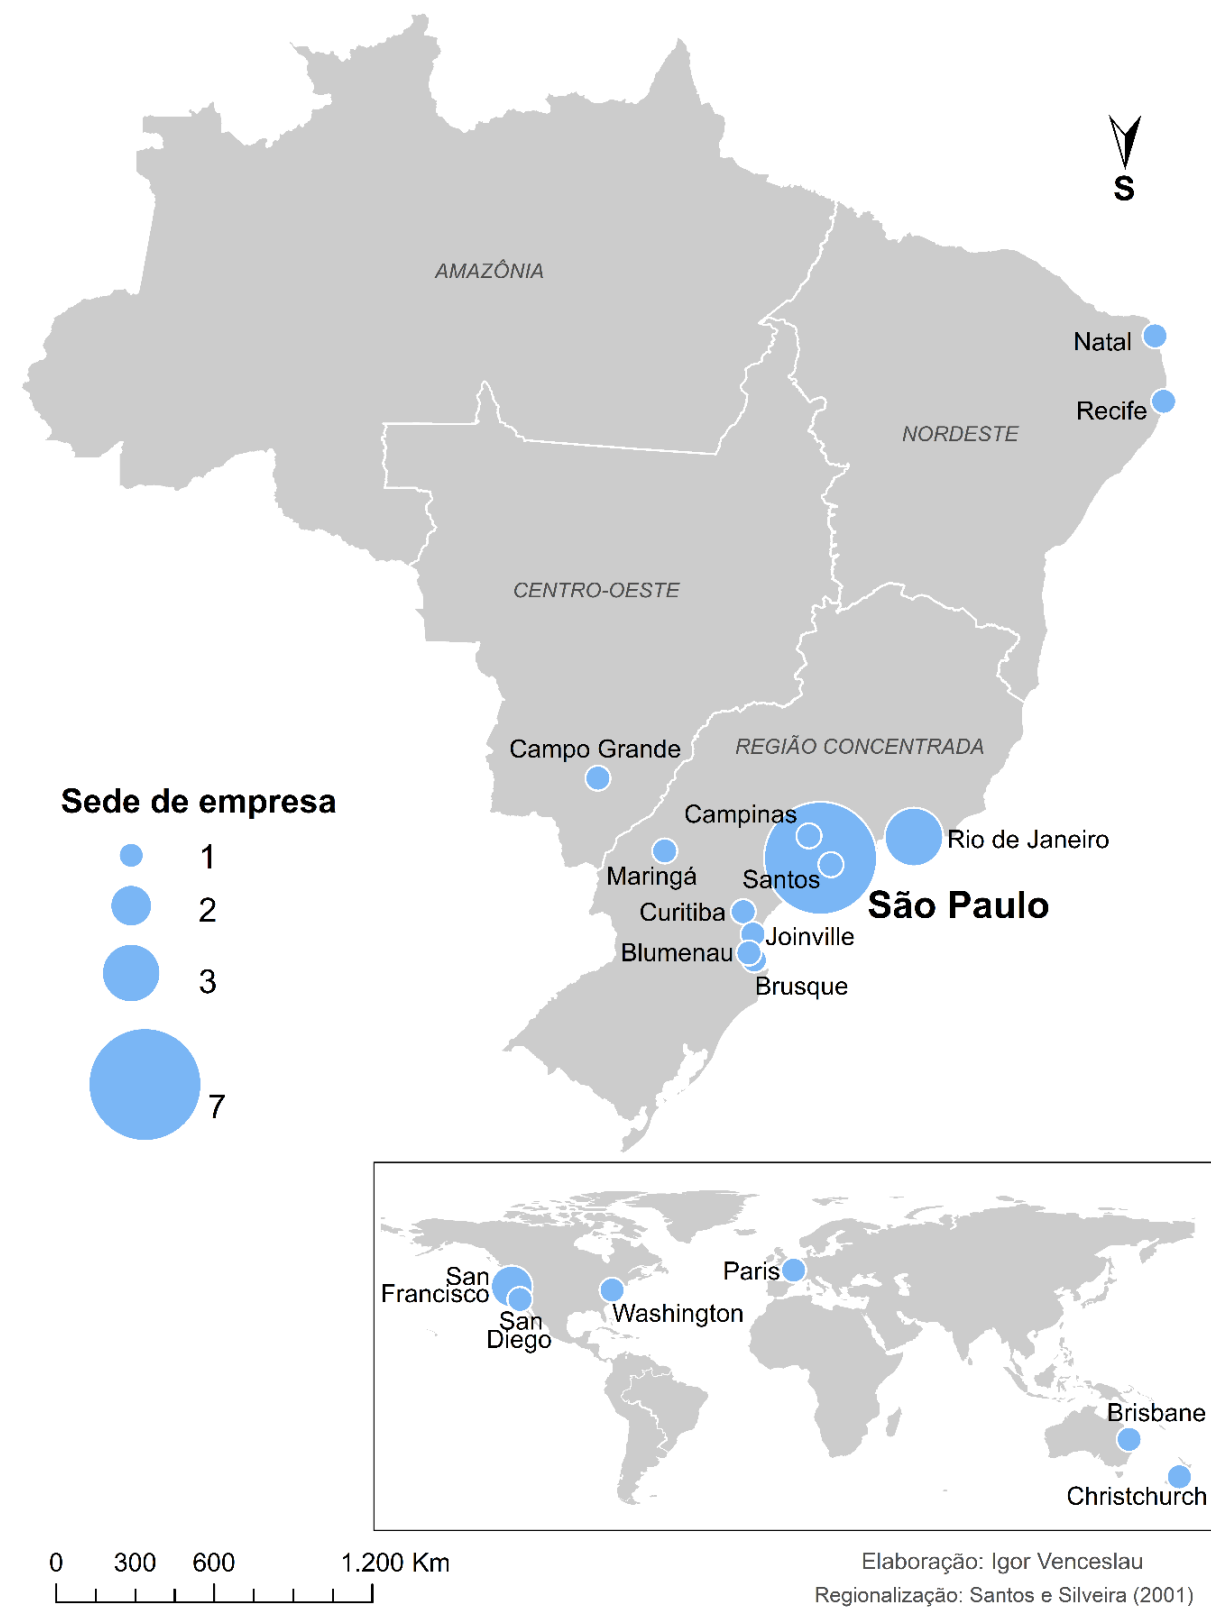 S
AMAZÔNIA
Natal
Recife
NORDESTE
CENTRO-OESTE
Campo Grande
REGIÃO CONCENTRADA
Sede de empresa
1
2
3
7
Campinas
Rio de Janeiro
Maringá
Santos
São Paulo
Curitiba
Joinville
Blumenau
Brusque
San
Francisco
San
Diego
Washington
Paris
Brisbane
Christchurch
0 300 600 1.200 Km
Elaboração: Igor Venceslau
Regionalização: Santos e Silveira (2001)